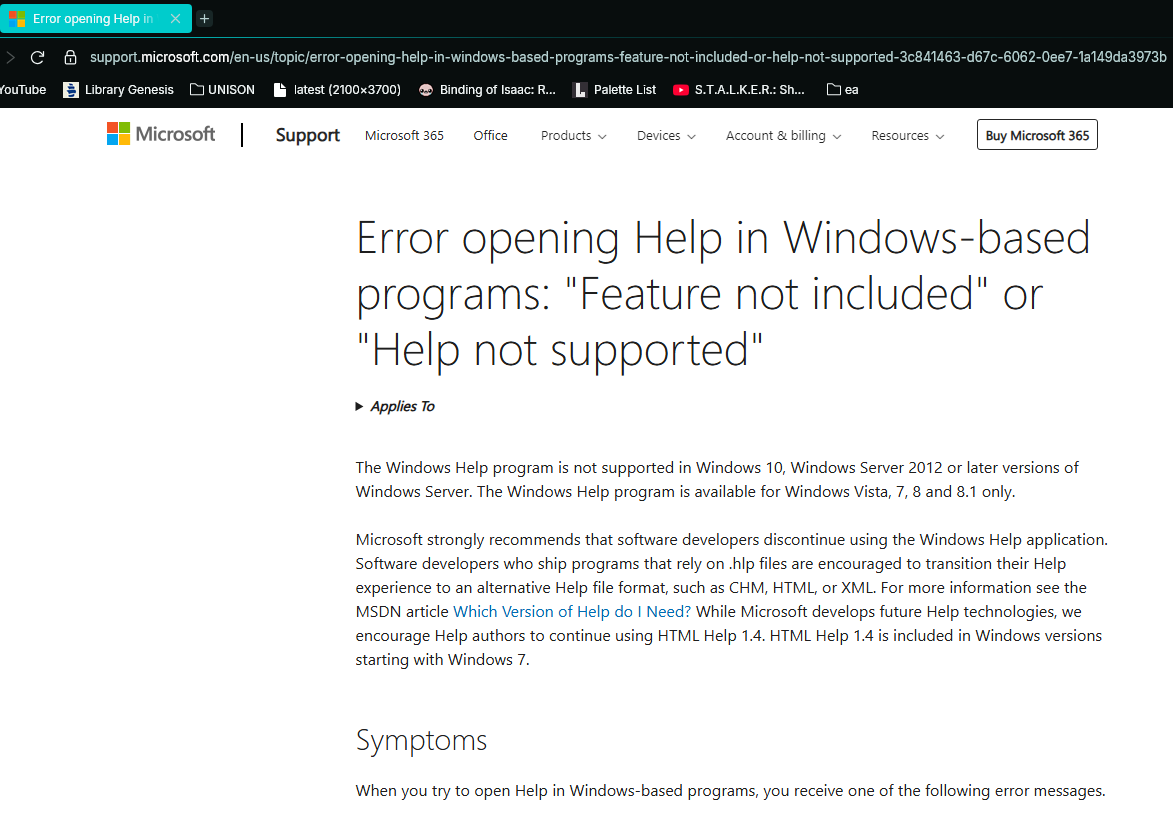 Error opening Help in
support.microsoft.com/en-us/topic/error-opening-help-in-windows-based-programs-feature-not-included-or-help-not-supported-3c841463-d67c-6062-0ee7-1a149da3973b
YouTube Library Genesis UNISON latest (2100×3700) Binding of Isaac: R... Palette List S.T.A.L.K.E.R.: Sh... ea
Microsoft Support Microsoft 365 Office Products Devices Account & billing Resources Buy Microsoft 365
Error opening Help in Windows-based
programs: "Feature not included" or
"Help not supported"
Applies To
The Windows Help program is not supported in Windows 10, Windows Server 2012 or later versions of
Windows Server. The Windows Help program is available for Windows Vista, 7, 8 and 8.1 only.
Microsoft strongly recommends that software developers discontinue using the Windows Help application.
Software developers who ship programs that rely on .hlp files are encouraged to transition their Help
experience to an alternative Help file format, such as CHM, HTML, or XML. For more information see the
MSDN article Which Version of Help do I Need? While Microsoft develops future Help technologies, we
encourage Help authors to continue using HTML Help 1.4. HTML Help 1.4 is included in Windows versions
starting with Windows 7.
Symptoms
When you try to open Help in Windows-based programs, you receive one of the following error messages.